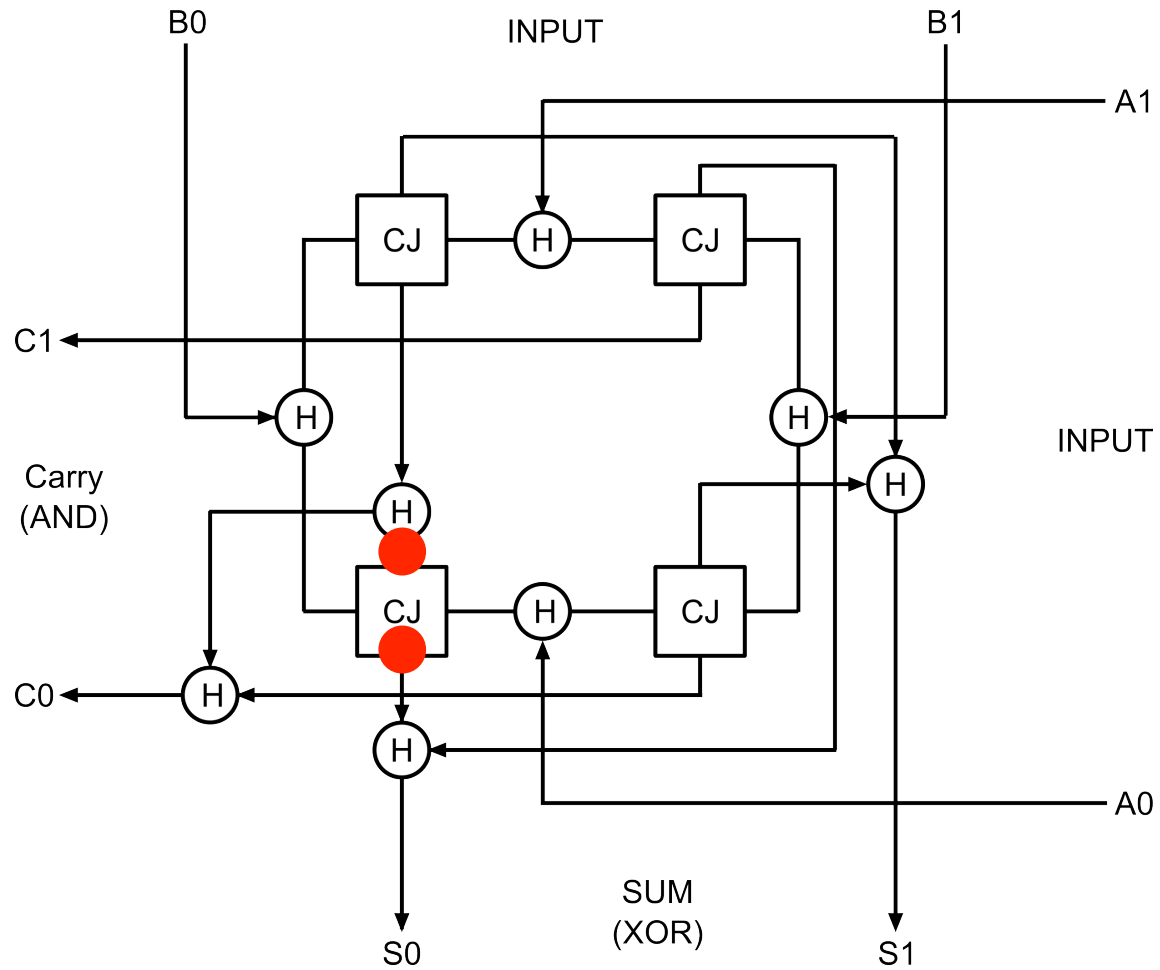 B0
INPUT
B1
A1
CJ
H
CJ
C1
H
H
INPUT
Carry
(AND)
H
H
CJ
H
CJ
C0
H
H
A0
SUM
(XOR)
S0
S1